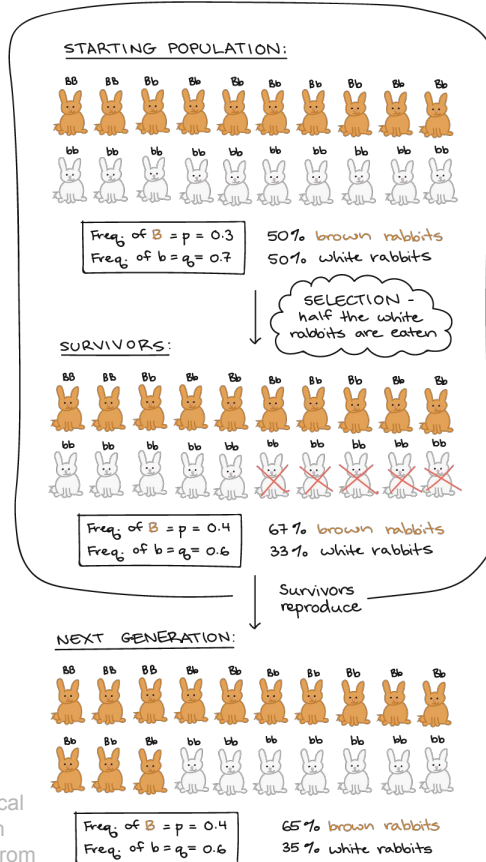 STARTING POPULATION:
BB BB Bb Bb Bb Bb Bb Bb Bb Bb
bb bb bb bb bb bb bb bb bb bb
Freq. of B = p = 0.3
Freq. of b = q = 0.7
50% brown rabbits
50% white rabbits
SELECTION -
half the white
rabbits are eaten
SURVIVORS:
BB BB Bb Bb Bb Bb Bb Bb Bb Bb
bb bb bb bb bb bb bb bb bb bb
Freq. of B = p = 0.4
Freq. of b = q = 0.6
67% brown rabbits
33% white rabbits
Survivors
reproduce
NEXT GENERATION:
BB BB BB Bb Bb Bb Bb Bb Bb Bb
Bb Bb Bb bb bb bb bb bb bb bb
Freq. of B = p = 0.4
Freq. of b = q = 0.6
65% brown rabbits
35% white rabbits
cal
rom